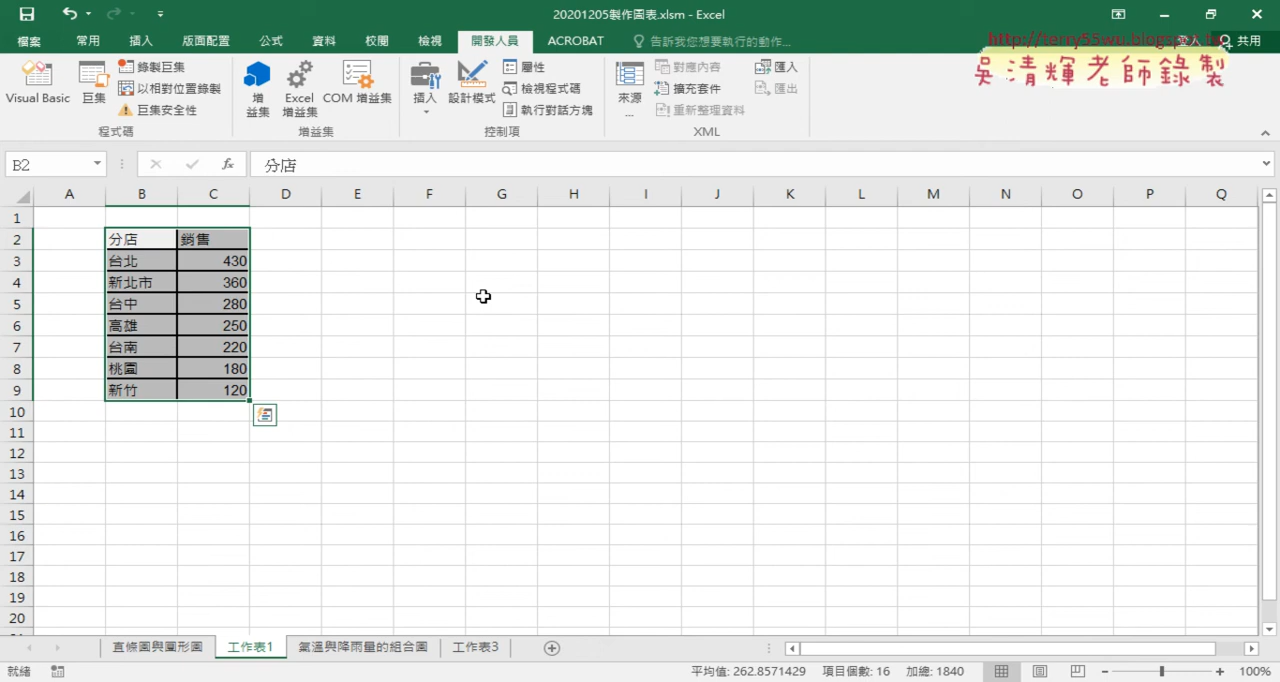 20201205製作圖表.xlsm - Excel
檔案 常用 插入 版面配置 公式 資料 校閱 檢視 開發人員 ACROBAT 告訴我您想要執行的動作... 登入 共用
http://terry55wu.blogspot.tw
吳清輝老師錄製
Visual Basic 巨集 錄製巨集 以相對位置錄製 巨集安全性
增益集 Excel 增益集 COM 增益集
插入 設計模式 屬性 檢視程式碼 執行對話方塊
來源... 對應內容 擴充套件 重新整理資料 匯入 匯出
程式碼 增益集 控制項 XML
B2 fx 分店
A B C D E F G H I J K L M N O P Q
1
2 分店 銷售
3 台北 430
4 新北市 360
5 台中 280
6 高雄 250
7 台南 220
8 桃園 180
9 新竹 120
10
11
12
13
14
15
16
17
18
19
20
直條圖與圓形圖 工作表1 氣溫與降雨量的組合圖 工作表3
就緒 平均值: 262.8571429 項目個數: 16 加總: 1840 100%